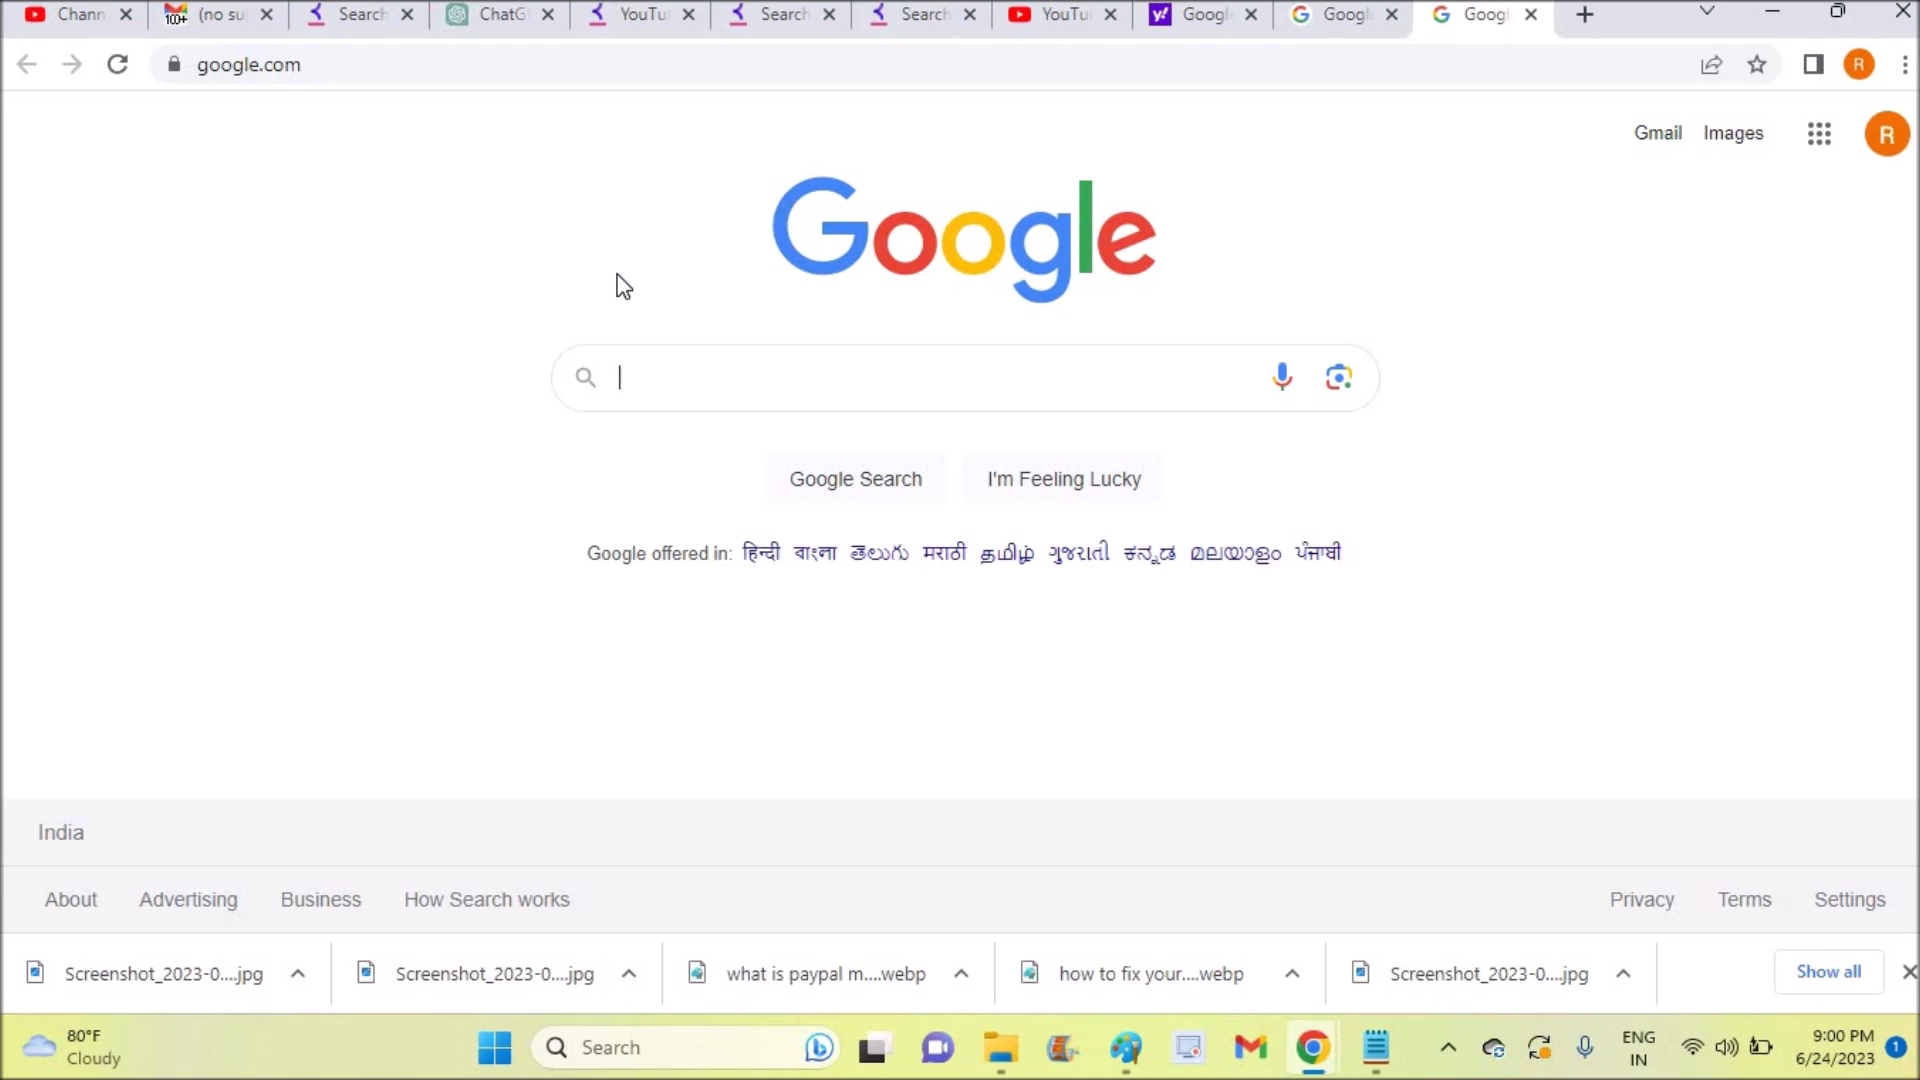 Chann (no su Search ChatG YouTu Search Search YouTu Googl Googl Googl
100+
google.com
R
Gmail Images R
Google
Google Search I'm Feeling Lucky
Google offered in: हिन्दी বাংলা తెలుగు मराठी தமிழ் ગુજરાતી ಕನ್ನಡ മലയാളം ਪੰਜਾਬੀ
India
About Advertising Business How Search works Privacy Terms Settings
Screenshot_2023-0....jpg Screenshot_2023-0....jpg what is paypal m....webp how to fix your....webp Screenshot_2023-0....jpg Show all
80°F
Cloudy
Search
ENG
IN
9:00 PM
6/24/2023
1